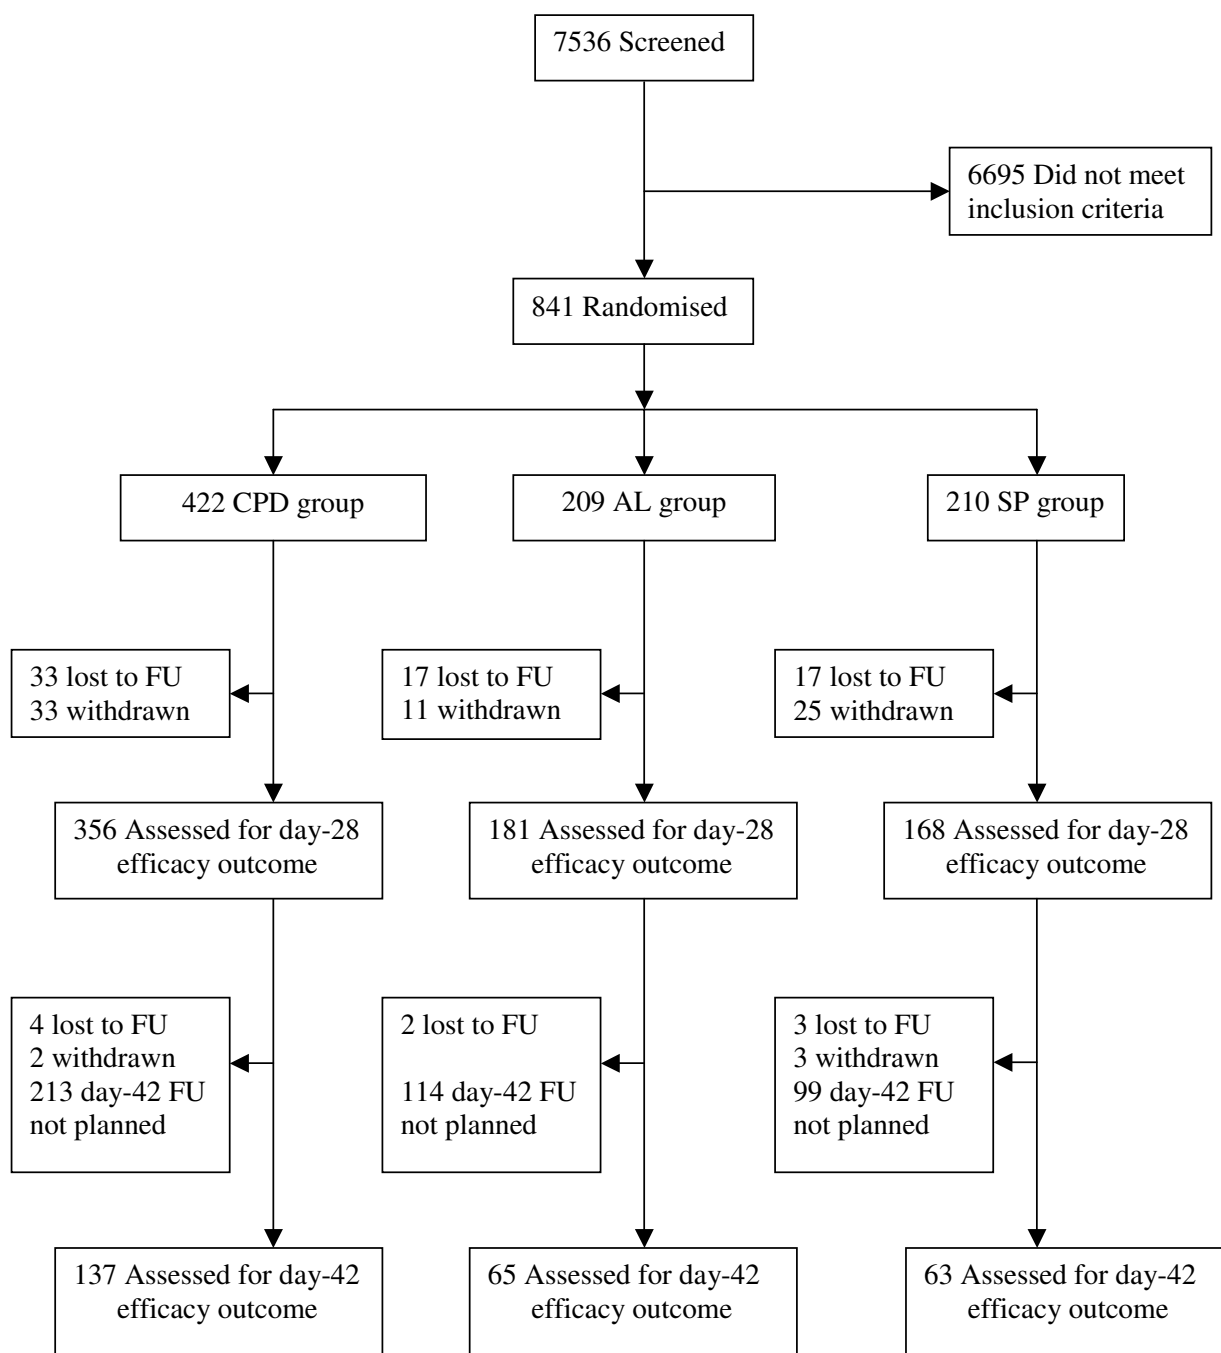 7536 Screened
6695 Did not meet
inclusion criteria
841 Randomised
422 CPD group
209 AL group
210 SP group
33 lost to FU
33 withdrawn
17 lost to FU
11 withdrawn
17 lost to FU
25 withdrawn
356 Assessed for day-28
efficacy outcome
181 Assessed for day-28
efficacy outcome
168 Assessed for day-28
efficacy outcome
4 lost to FU
2 withdrawn
213 day-42 FU
not planned
2 lost to FU
114 day-42 FU
not planned
3 lost to FU
3 withdrawn
99 day-42 FU
not planned
137 Assessed for day-42
efficacy outcome
65 Assessed for day-42
efficacy outcome
63 Assessed for day-42
efficacy outcome